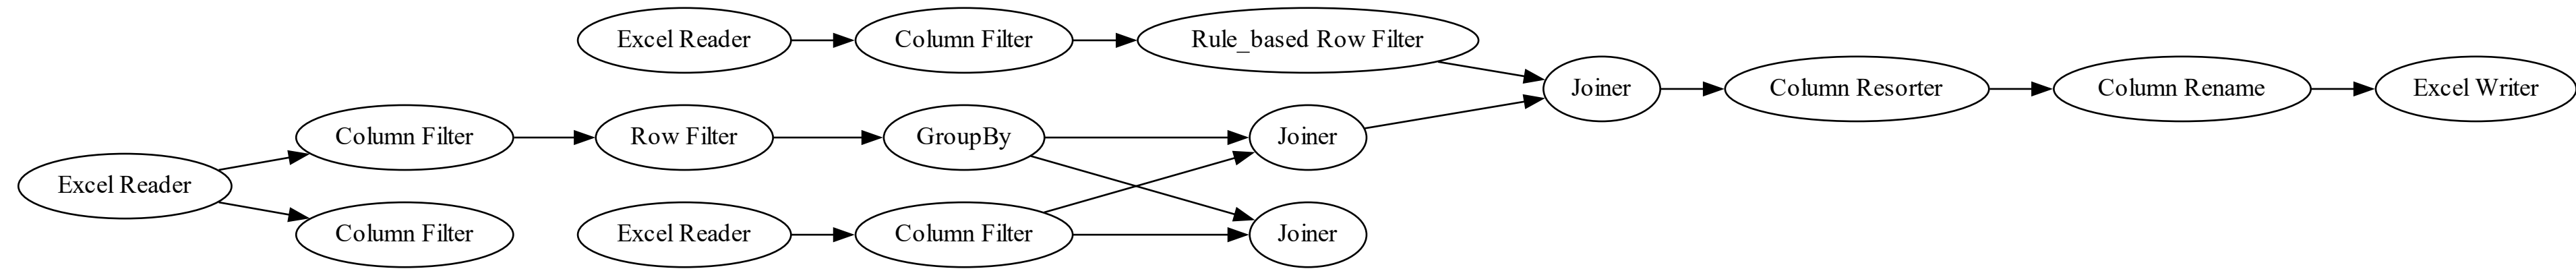 Excel Reader
Column Filter
Rule_based Row Filter
Joiner
Column Resorter
Column Rename
Excel Writer
Column Filter
Row Filter
GroupBy
Joiner
Excel Reader
Column Filter
Excel Reader
Column Filter
Joiner